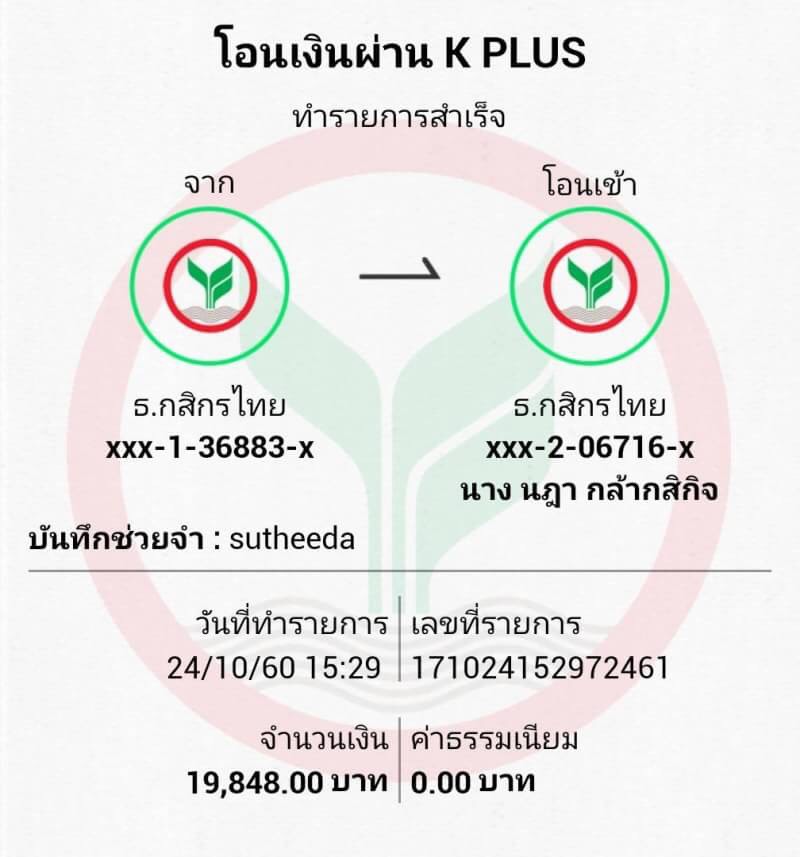 โอนเงินผ่าน K PLUS
ทำรายการสำเร็จ
จาก
โอนเข้า
ธ.กสิกรไทย
xxx-1-36883-x
ธ.กสิกรไทย
xxx-2-06716-x
นาง นฎา กล้ากสิกิจ
บันทึกช่วยจำ : sutheeda
วันที่ทำรายการ
24/10/60 15:29
เลขที่รายการ
171024152972461
จำนวนเงิน
19,848.00 บาท
ค่าธรรมเนียม
0.00 บาท